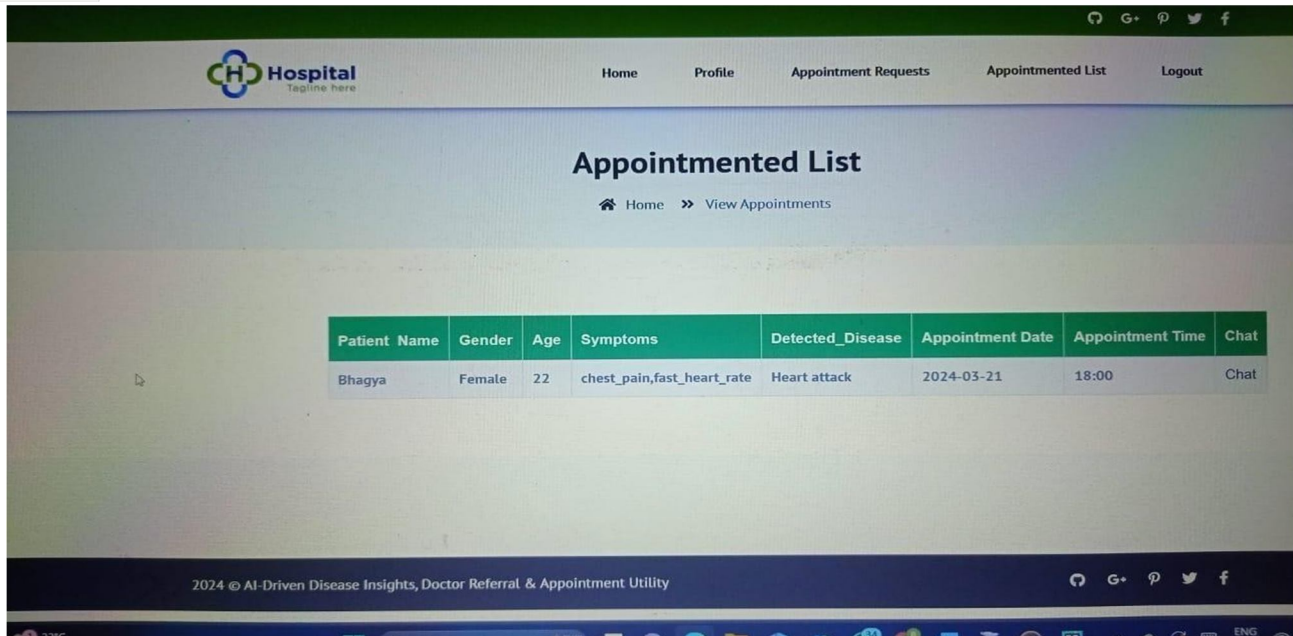 G+
CHD Hospital
Tagline here
Home Profile Appointment Requests Appointmented List Logout
Appointmented List
Home » View Appointments
Patient Name Gender Age Symptoms Detected_Disease Appointment Date Appointment Time Chat
Bhagya Female 22 chest_pain,fast_heart_rate Heart attack 2024-03-21 18:00 Chat
2024 © AI-Driven Disease Insights, Doctor Referral & Appointment Utility
G+
ENG